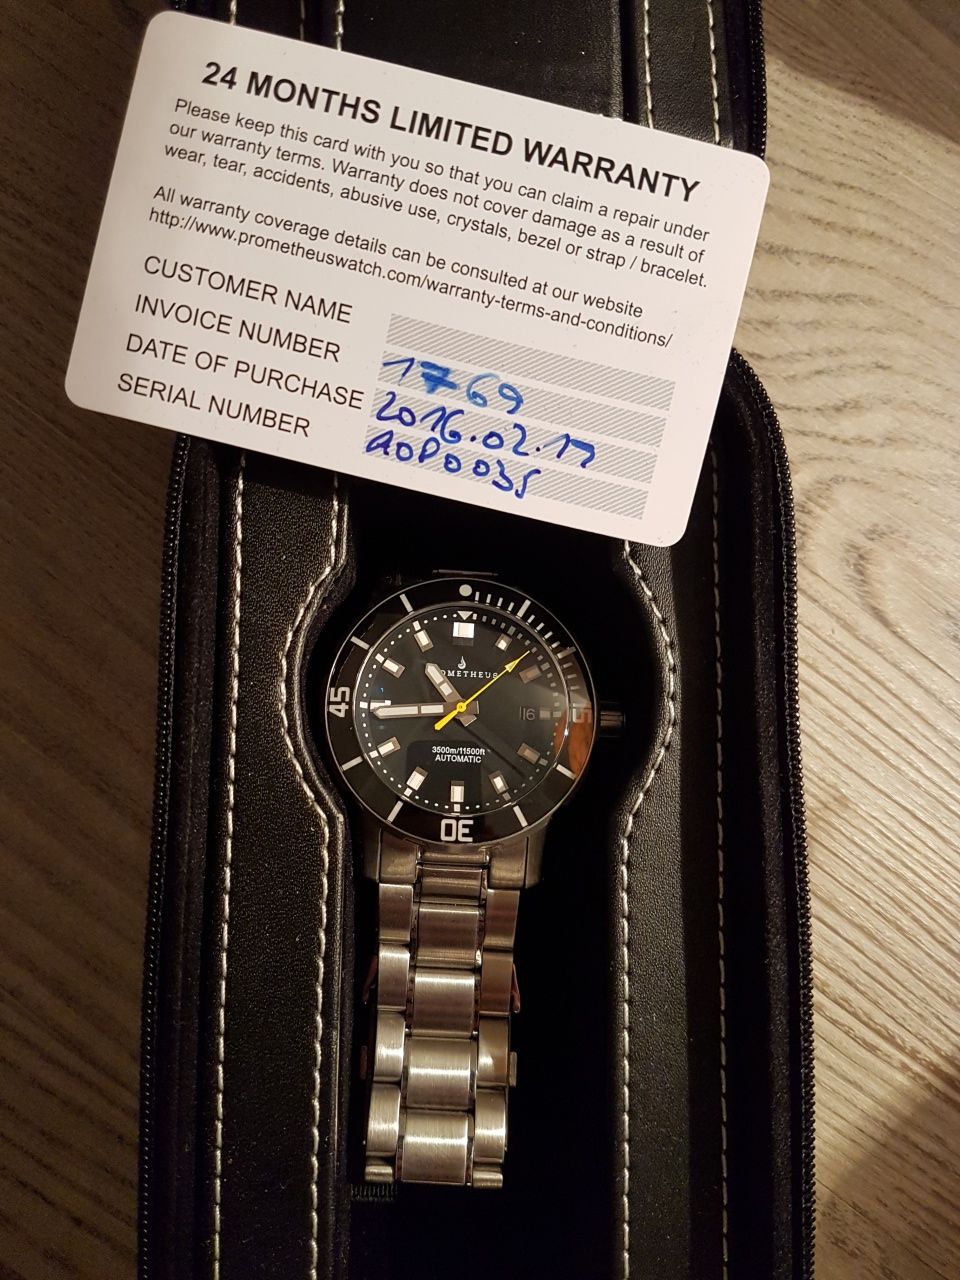 24 MONTHS LIMITED WARRANTY
Please keep this card with you so that you can claim a repair under
our warranty terms. Warranty does not cover damage as a result of
wear, tear, accidents, abusive use, crystals, bezel or strap / bracelet.
All warranty coverage details can be consulted at our website
http://www.prometheuswatch.com/warranty-terms-and-conditions/
CUSTOMER NAME
INVOICE NUMBER 1769
DATE OF PURCHASE 2016.02.17
SERIAL NUMBER A0P0035
PROMETHEUS
45
16
15
3500m/11500ft
AUTOMATIC
30